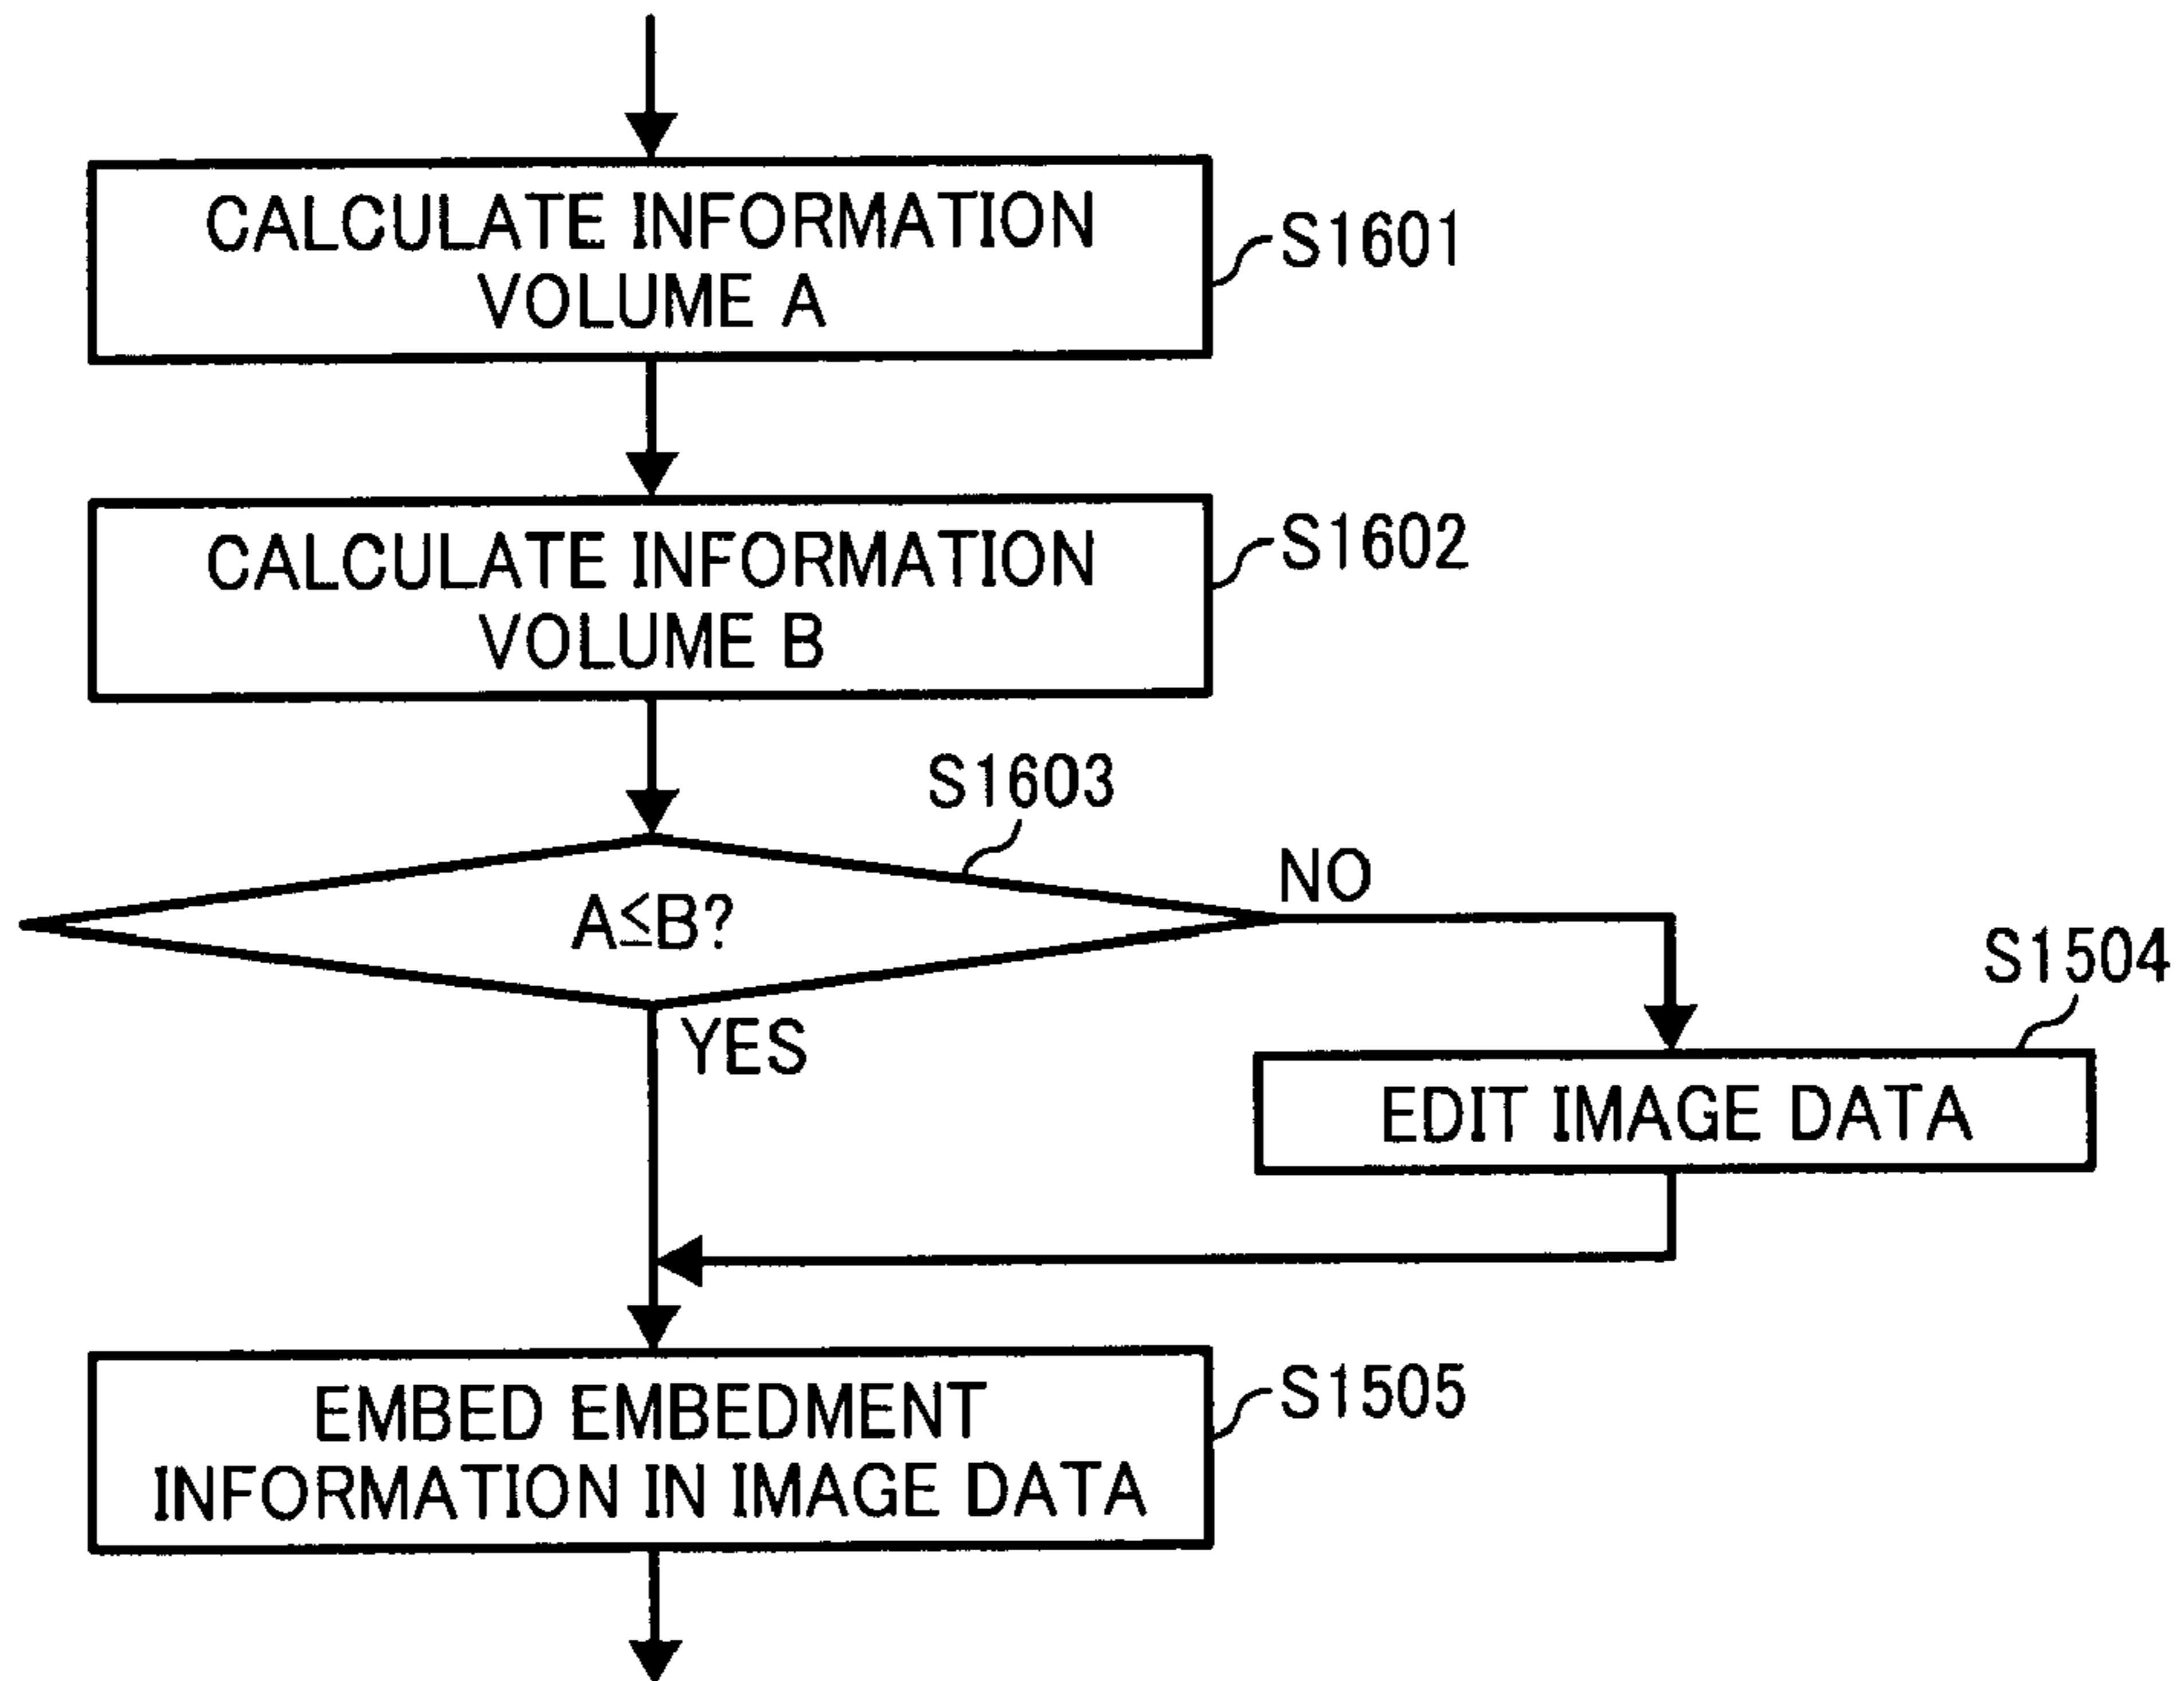 CALCULATE INFORMATION
VOLUME A
S1601
CALCULATE INFORMATION
VOLUME B
S1602
S1603
A≤B?
NO
YES
S1504
EDIT IMAGE DATA
EMBED EMBEDMENT
INFORMATION IN IMAGE DATA
S1505